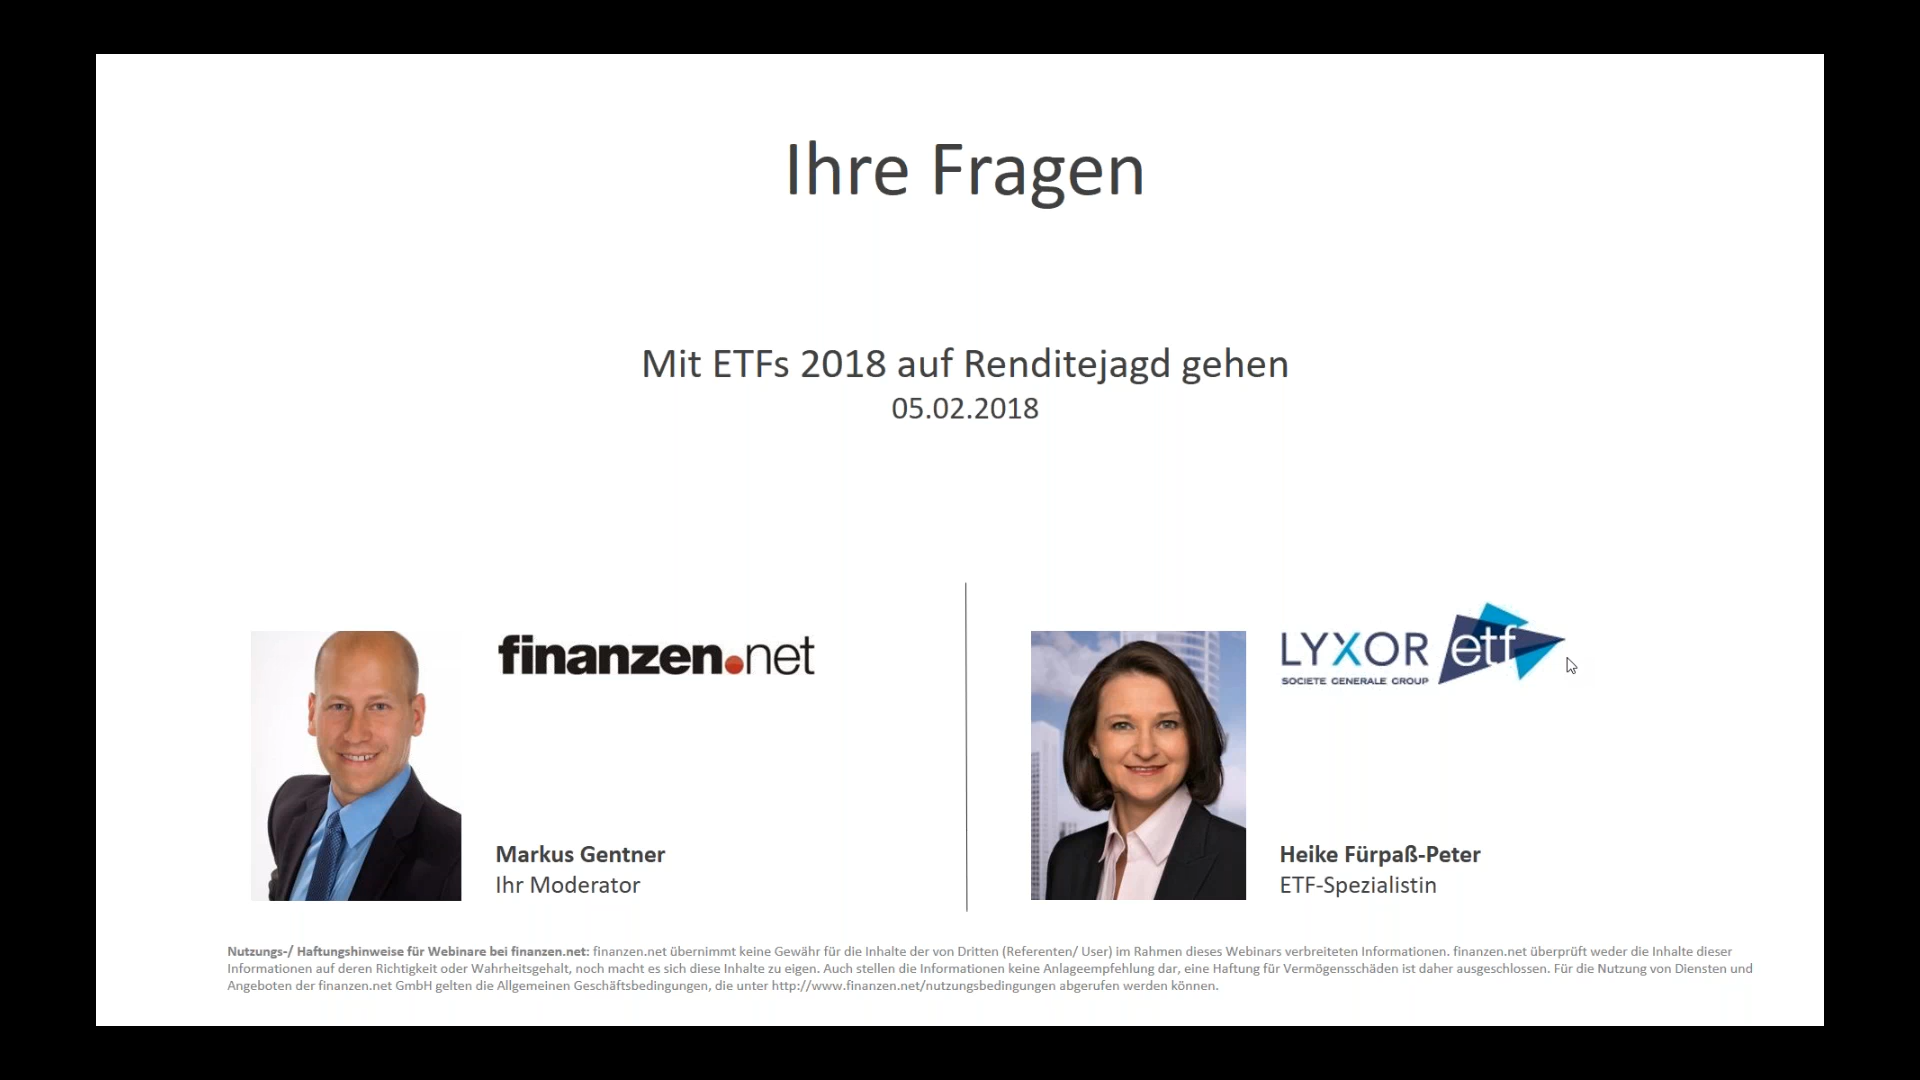 Ihre Fragen
Mit ETFs 2018 auf Renditejagd gehen
05.02.2018
finanzen.net
LYXOR etf
SOCIETE GENERALE GROUP
Markus Gentner
Ihr Moderator
Heike Fürpaß-Peter
ETF-Spezialistin
Nutzungs-/ Haftungshinweise für Webinare bei finanzen.net: finanzen.net übernimmt keine Gewähr für die Inhalte der von Dritten (Referenten/ User) im Rahmen dieses Webinars verbreiteten Informationen. finanzen.net überprüft weder die Inhalte dieser
Informationen auf deren Richtigkeit oder Wahrheitsgehalt, noch macht es sich diese Inhalte zu eigen. Auch stellen die Informationen keine Anlageempfehlung dar, eine Haftung für Vermögensschäden ist daher ausgeschlossen. Für die Nutzung von Diensten und
Angeboten der finanzen.net GmbH gelten die Allgemeinen Geschäftsbedingungen, die unter http://www.finanzen.net/nutzungsbedingungen abgerufen werden können.